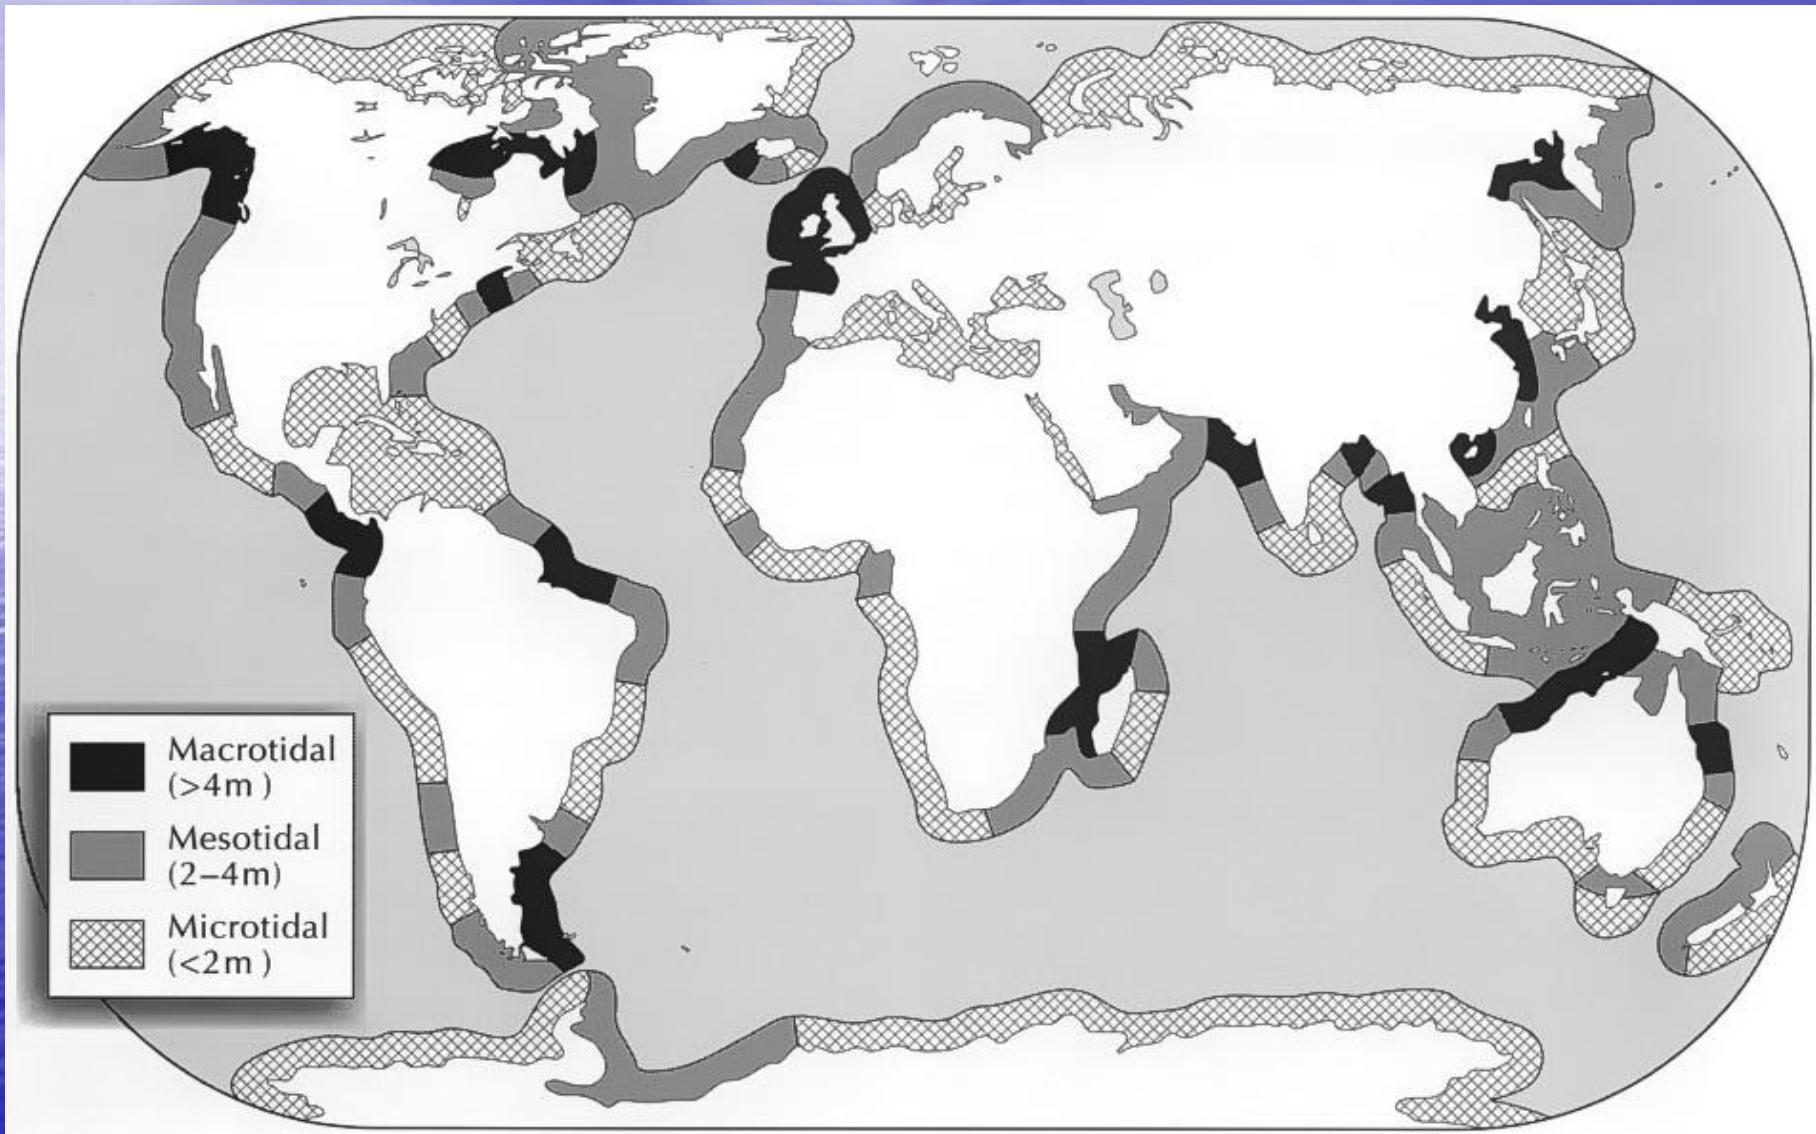 Macrotidal
(>4m )
Mesotidal
(2–4m)
Microtidal
(<2m )